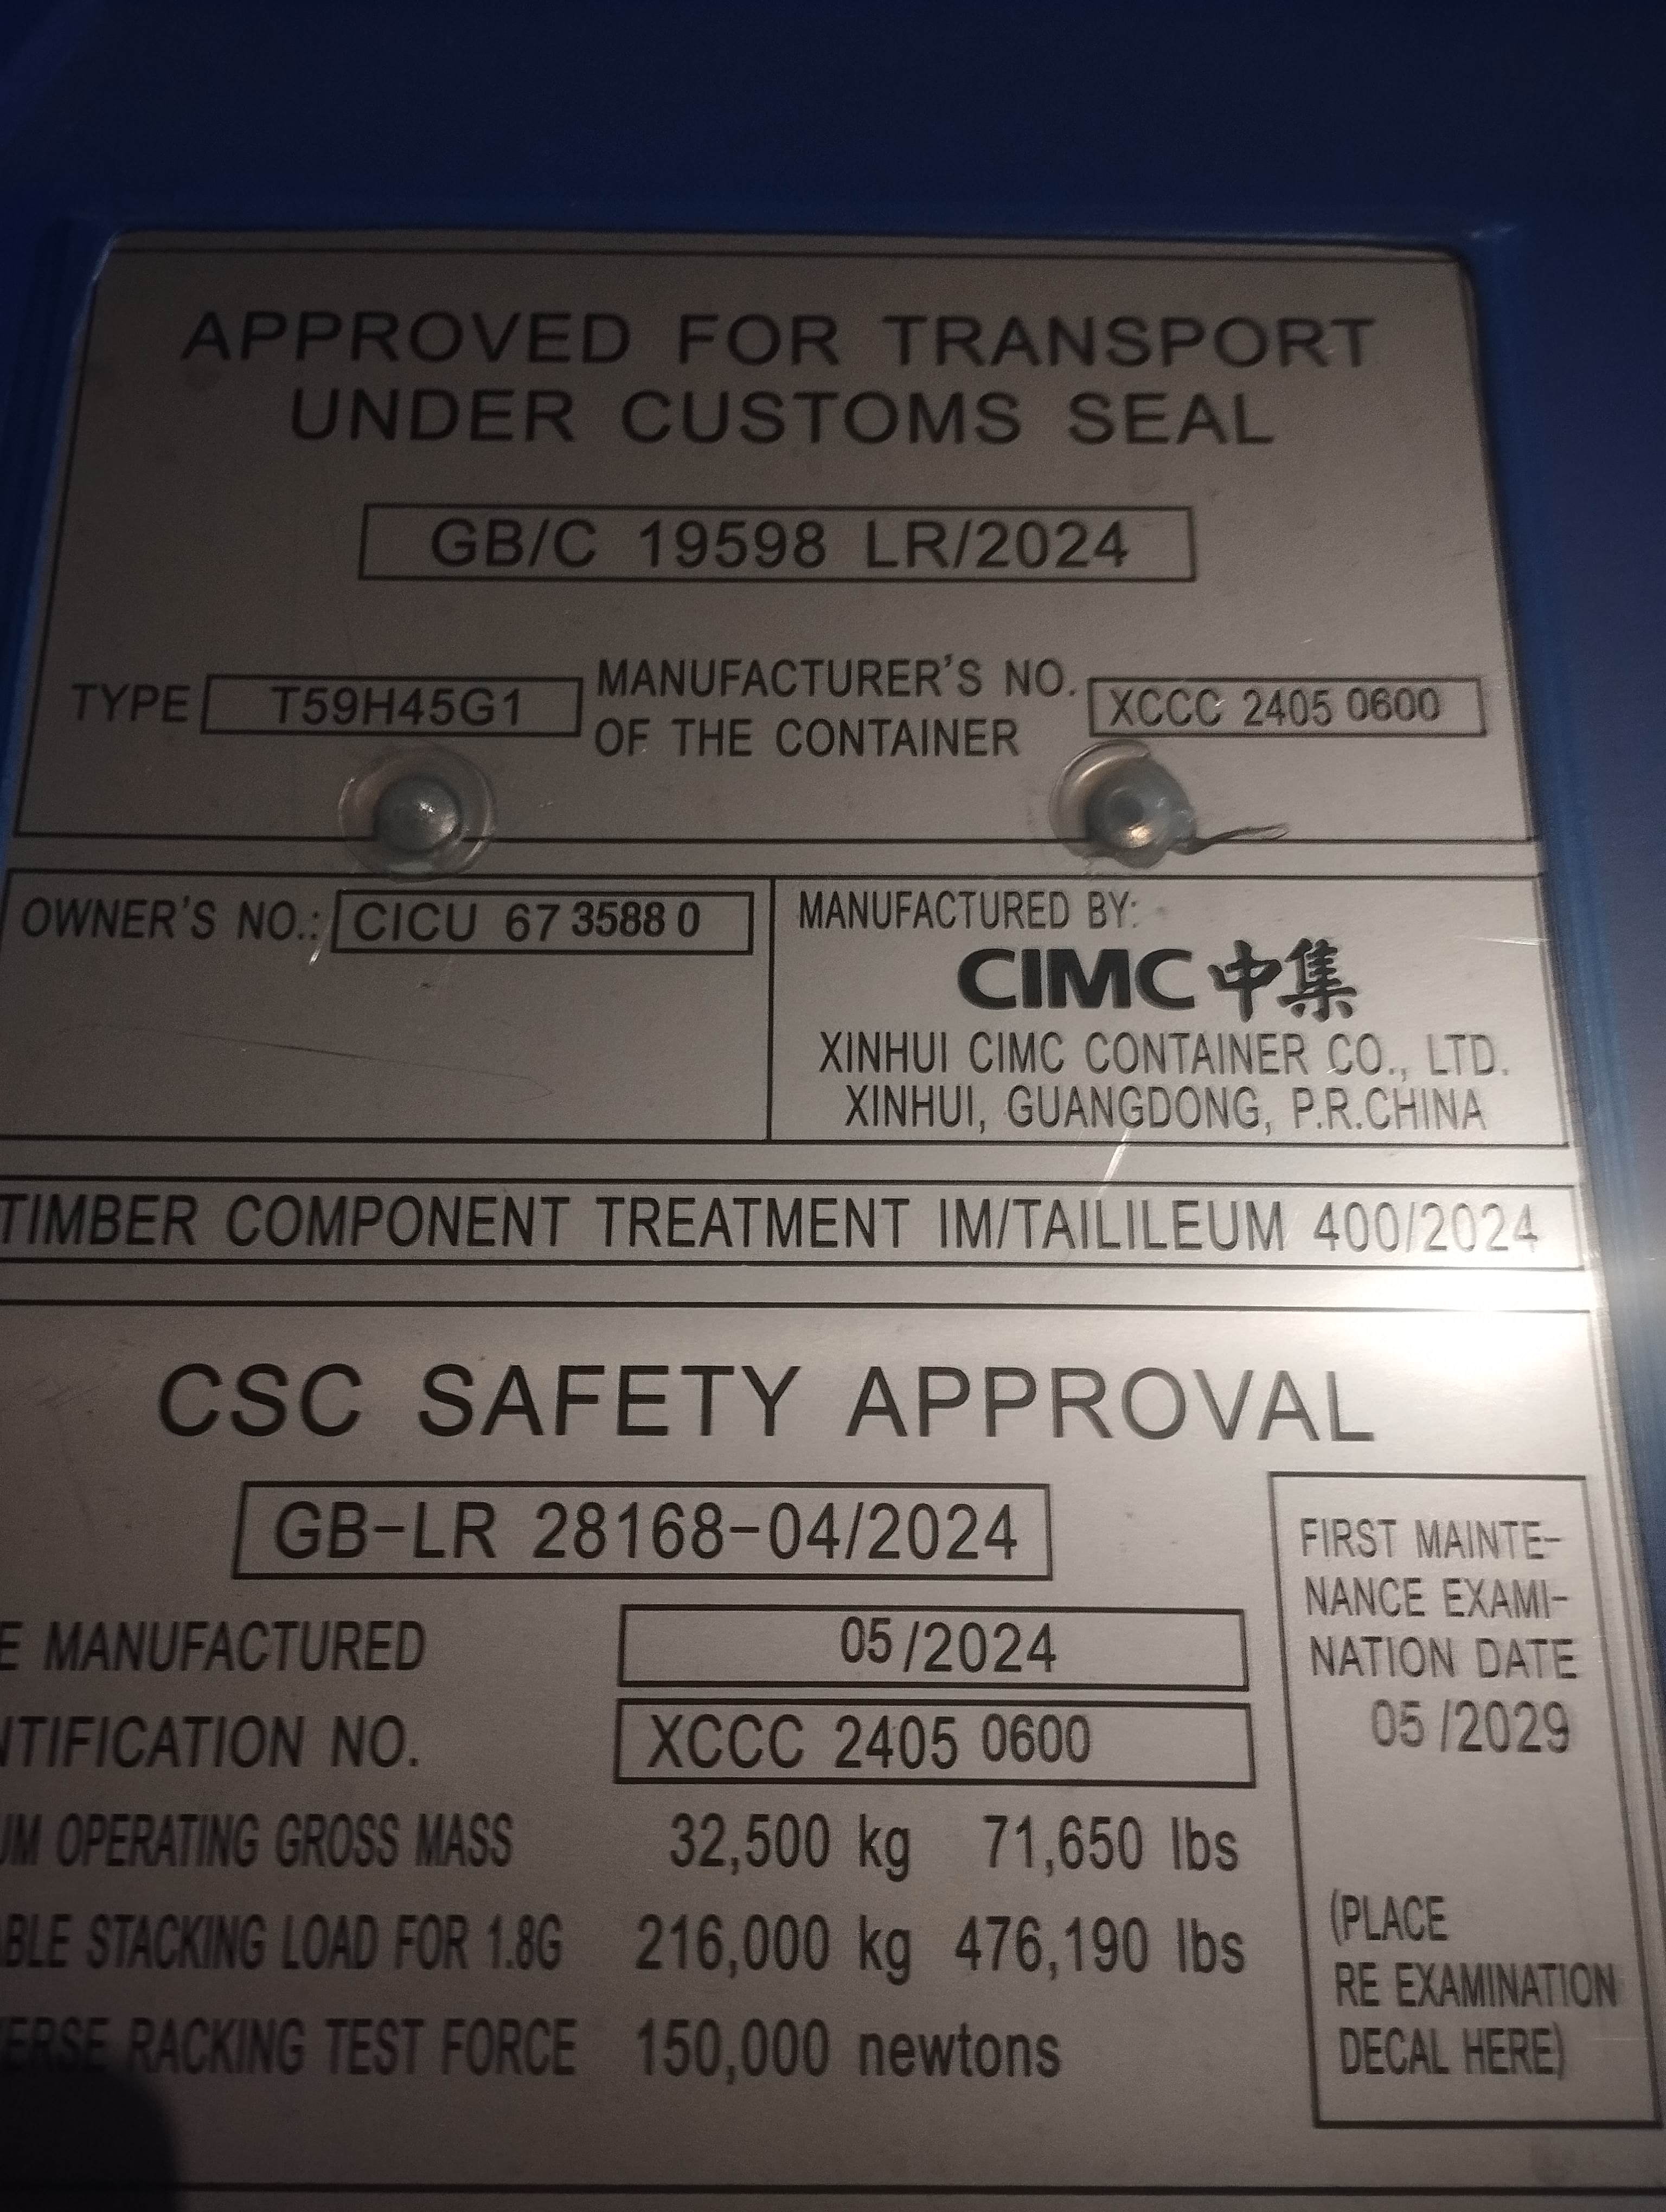 APPROVED FOR TRANSPORT
UNDER CUSTOMS SEAL
GB/C 19598 LR/2024
TYPE T59H45G1 MANUFACTURER'S NO. OF THE CONTAINER XCCC 2405 0600
OWNER'S NO.: CICU 67 3588 0
MANUFACTURED BY:
CIMC 中集
XINHUI CIMC CONTAINER CO., LTD.
XINHUI, GUANGDONG, P.R.CHINA
TIMBER COMPONENT TREATMENT IM/TAILILEUM 400/2024
CSC SAFETY APPROVAL
GB-LR 28168-04/2024
E MANUFACTURED 05/2024
NTIFICATION NO. XCCC 2405 0600
UM OPERATING GROSS MASS 32,500 kg 71,650 lbs
ABLE STACKING LOAD FOR 1.8G 216,000 kg 476,190 lbs
ERSE RACKING TEST FORCE 150,000 newtons
FIRST MAINTE-
NANCE EXAMI-
NATION DATE
05/2029
(PLACE
RE EXAMINATION
DECAL HERE)